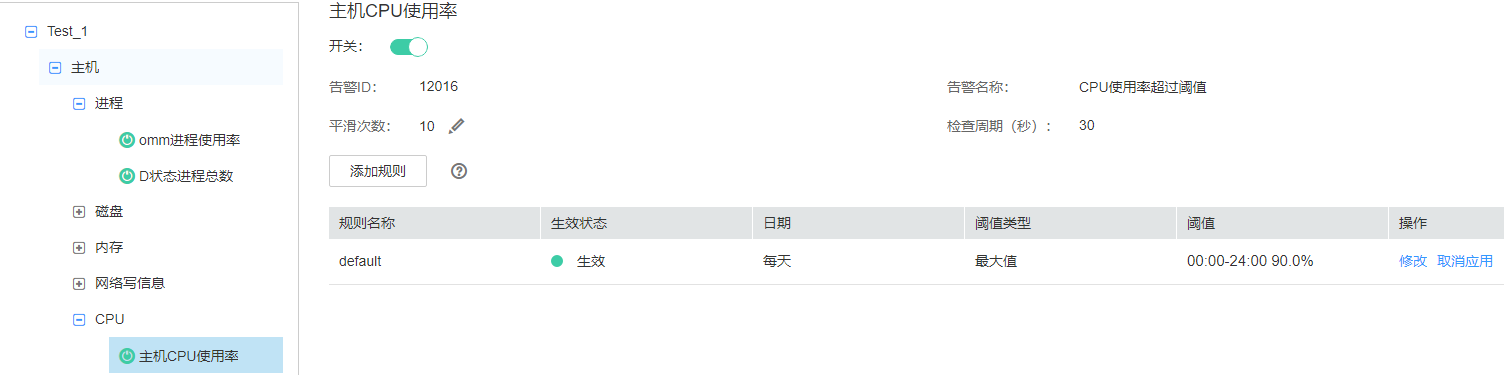 Test_1
主机
进程
omm进程使用率
D状态进程总数
磁盘
内存
网络写信息
CPU
主机CPU使用率
主机CPU使用率
开关：
告警ID： 12016 告警名称： CPU使用率超过阈值
平滑次数： 10 检查周期（秒）： 30
添加规则 ?
规则名称 生效状态 日期 阈值类型 阈值 操作
default 生效 每天 最大值 00:00-24:00 90.0% 修改 取消应用